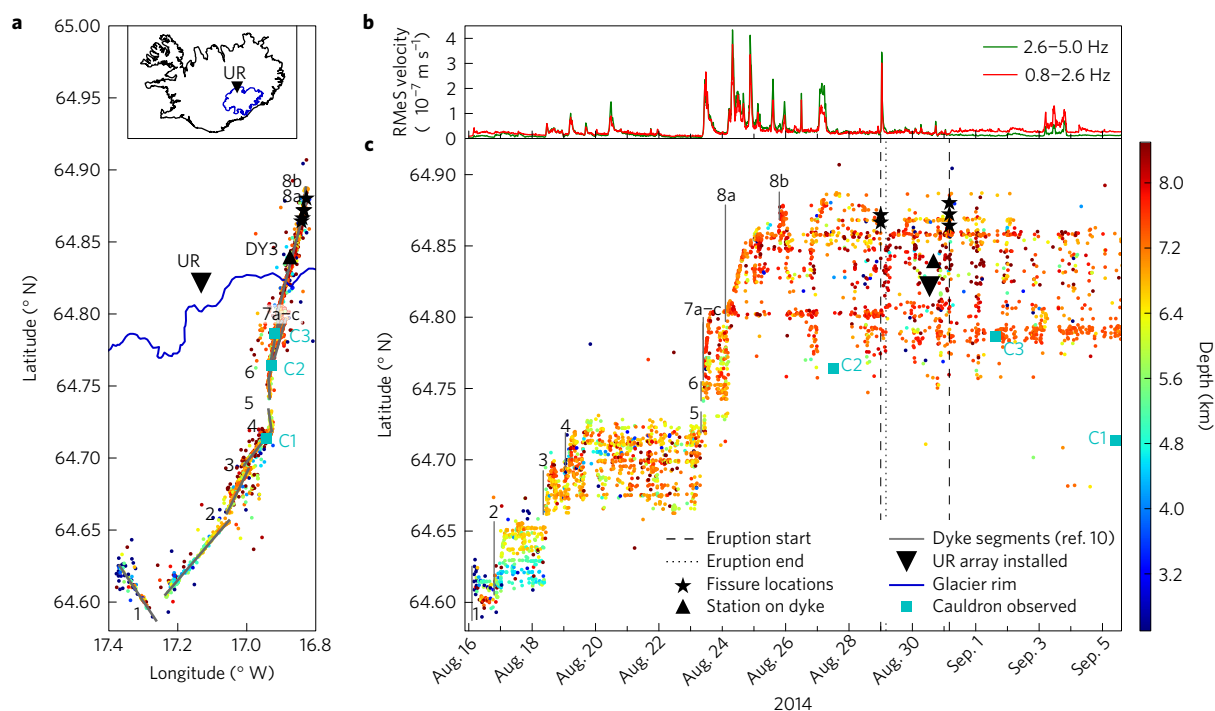 a
65.00
64.95
64.90
64.85
64.80
64.75
64.70
64.65
64.60
Latitude (° N)
17.4
17.2
17.0
16.8
Longitude (° W)
UR
8b
8a
DY3
UR
7a–c
C3
6
C2
5
4
C1
3
2
1
b
4
3
2
1
0
RMeS velocity
( 10⁻⁷ m s⁻¹)
2.6–5.0 Hz
0.8–2.6 Hz
c
64.90
64.85
64.80
64.75
64.70
64.65
64.60
Latitude (° N)
8a
8b
7a–c
6
5
4
3
2
1
C2
C3
C1
Eruption start
Eruption end
Fissure locations
Station on dyke
Dyke segments (ref. 10)
UR array installed
Glacier rim
Cauldron observed
Aug. 16
Aug. 18
Aug. 20
Aug. 22
Aug. 24
Aug. 26
Aug. 28
Aug. 30
Sep. 1
Sep. 3
Sep. 5
2014
8.0
7.2
6.4
5.6
4.8
4.0
3.2
Depth (km)